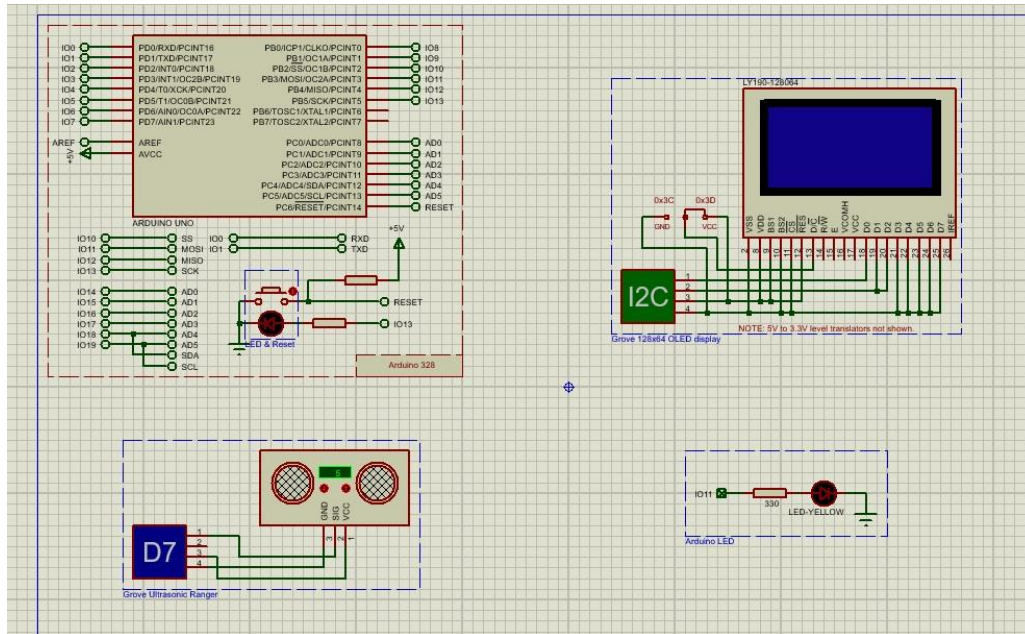 IO0 PD0/RXD/PCINT16 PB0/ICP1/CLKO/PCINT0 IO8
IO1 PD1/TXD/PCINT17 PB1/OC1A/PCINT1 IO9
IO2 PD2/INT0/PCINT18 PB2/SS/OC1B/PCINT2 IO10
IO3 PD3/INT1/OC2B/PCINT19 PB3/MOSI/OC2A/PCINT3 IO11
IO4 PD4/T0/XCK/PCINT20 PB4/MISO/PCINT4 IO12
IO5 PD5/T1/OC0B/PCINT21 PB5/SCK/PCINT5 IO13
IO6 PD6/AIN0/OC0A/PCINT22 PB6/TOSC1/XTAL1/PCINT6
IO7 PD7/AIN1/PCINT23 PB7/TOSC2/XTAL2/PCINT7
AREF AREF PC0/ADC0/PCINT8 AD0
+5V AVCC PC1/ADC1/PCINT9 AD1
PC2/ADC2/PCINT10 AD2
PC3/ADC3/PCINT11 AD3
PC4/ADC4/SDA/PCINT12 AD4
PC5/ADC5/SCL/PCINT13 AD5
PC6/RESET/PCINT14 RESET
ARDUINO UNO
IO10 SS IO0 RXD
IO11 MOSI IO1 TXD
IO12 MISO
IO13 SCK
+5V
IO14 AD0
IO15 AD1
IO16 AD2
IO17 AD3
IO18 AD4
IO19 AD5
SDA
SCL
RESET
IO13
LED & Reset
Arduino 328
LY190-128064
0x3C 0x3D
GND VCC
VSS VDD BS1 BS2 CS RES D/C R/W E VCOMH VCC D0 D1 D2 D3 D4 D5 D6 D7 IREF
2 8 9 10 11 12 13 14 15 16 17 18 19 20 21 22 23 24 25 26
I2C
1
2
3
4
NOTE: 5V to 3.3V level translators not shown.
Grove 128x64 OLED display
5
GND SIG VCC
3 2 1
D7
1
2
3
4
Grove Ultrasonic Ranger
IO11
330
LED-YELLOW
Arduino LED